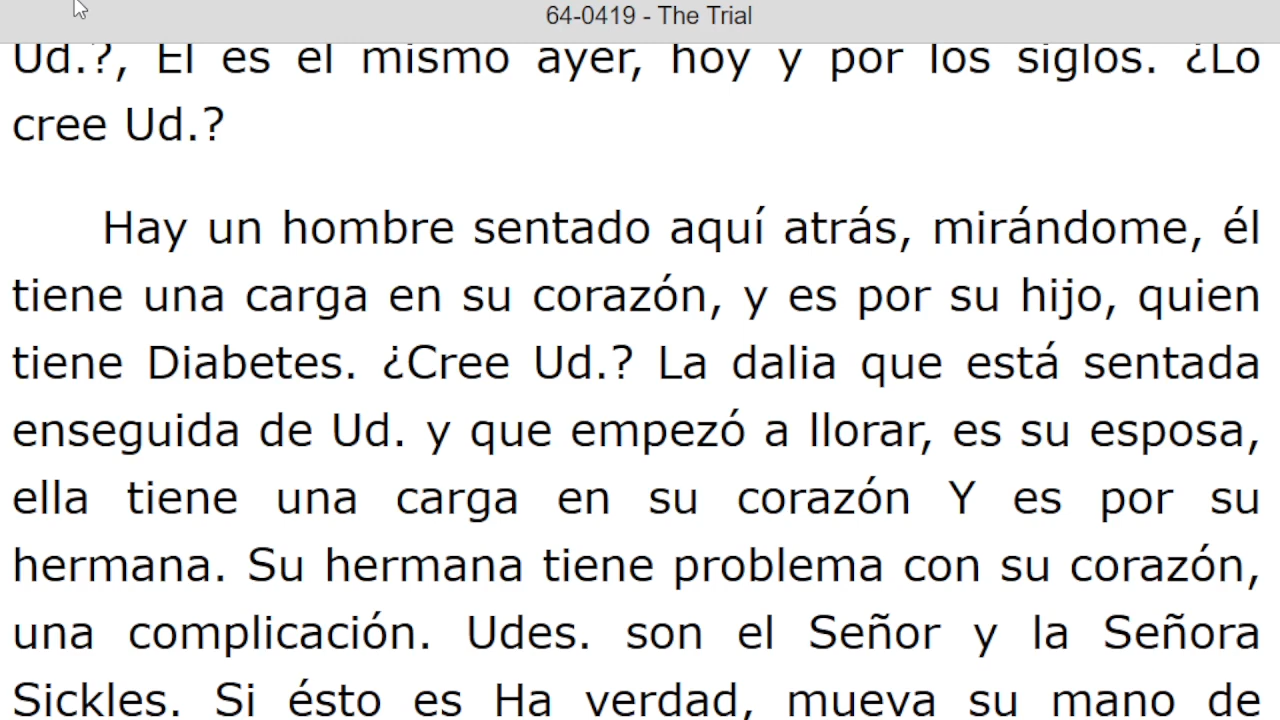 64-0419 - The Trial
Ud.?, Él es el mismo ayer, hoy y por los siglos. ¿Lo
cree Ud.?
Hay un hombre sentado aquí atrás, mirándome, él
tiene una carga en su corazón, y es por su hijo, quien
tiene Diabetes. ¿Cree Ud.? La dalia que está sentada
enseguida de Ud. y que empezó a llorar, es su esposa,
ella tiene una carga en su corazón Y es por su
hermana. Su hermana tiene problema con su corazón,
una complicación. Udes. son el Señor y la Señora
Sickles. Si ésto es Ha verdad, mueva su mano de